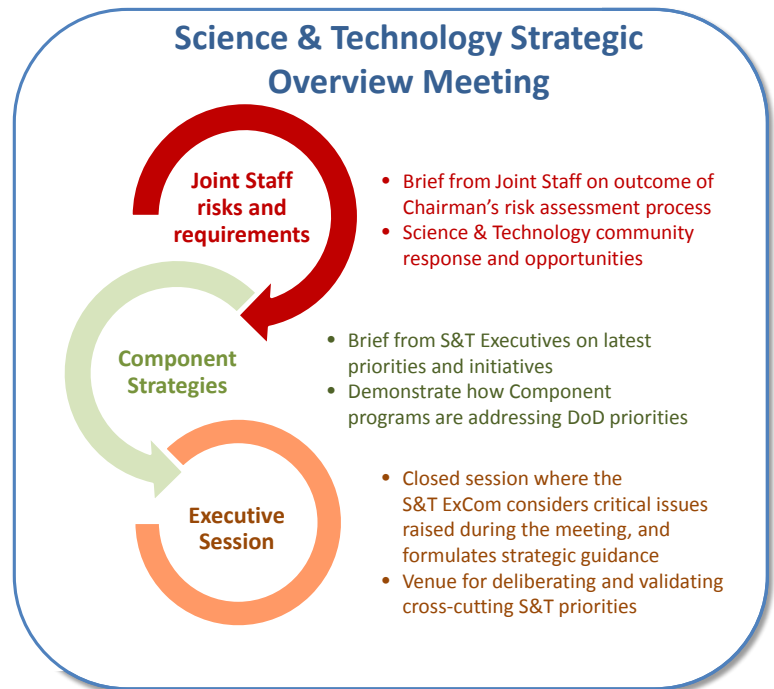 Science & Technology Strategic
Overview Meeting
Joint Staff
risks and
requirements
• Brief from Joint Staff on outcome of
Chairman’s risk assessment process
• Science & Technology community
response and opportunities
Component
Strategies
• Brief from S&T Executives on latest
priorities and initiatives
• Demonstrate how Component
programs are addressing DoD priorities
Executive
Session
• Closed session where the
S&T ExCom considers critical issues
raised during the meeting, and
formulates strategic guidance
• Venue for deliberating and validating
cross-cutting S&T priorities